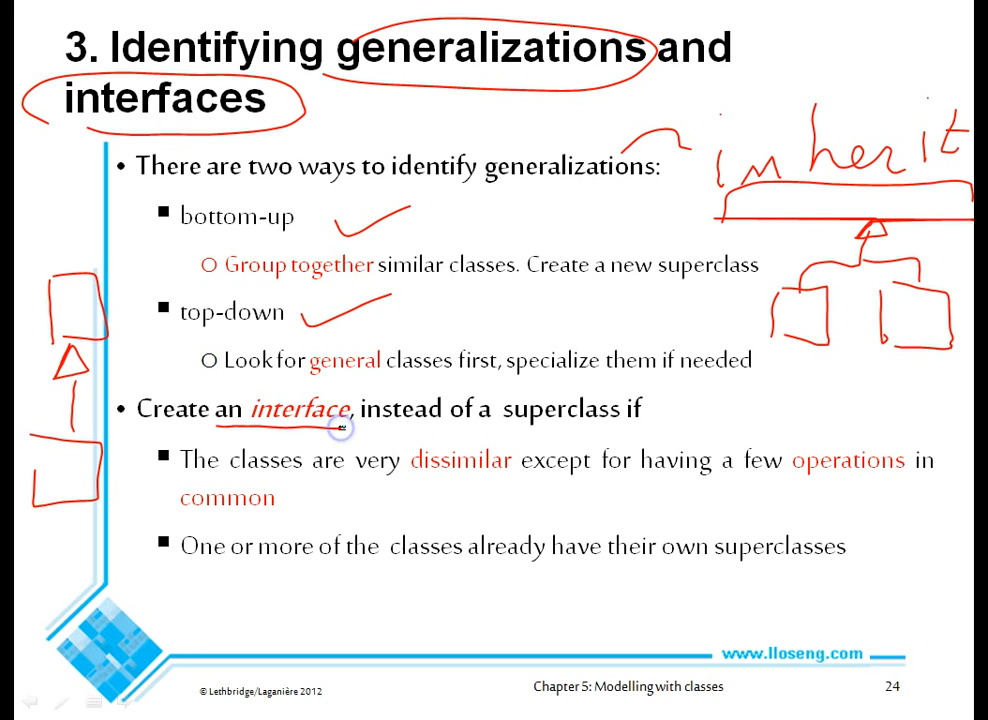 3. Identifying generalizations and
interfaces
inherit
• There are two ways to identify generalizations:
▪ bottom-up
○ Group together similar classes. Create a new superclass
▪ top-down
○ Look for general classes first, specialize them if needed
• Create an interface, instead of a superclass if
▪ The classes are very dissimilar except for having a few operations in
common
▪ One or more of the classes already have their own superclasses
www.lloseng.com
© Lethbridge/Laganière 2012
Chapter 5: Modelling with classes
24